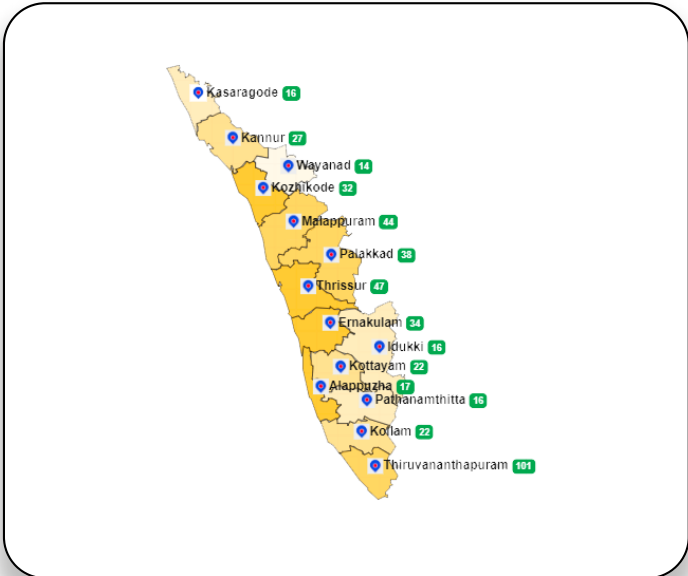 Kasaragode 16
Kannur 27
Wayanad 14
Kozhikode 32
Malappuram 44
Palakkad 38
Thrissur 47
Ernakulam 34
Idukki 16
Kottayam 22
Alappuzha 17
Pathanamthitta 16
Kollam 22
Thiruvananthapuram 101